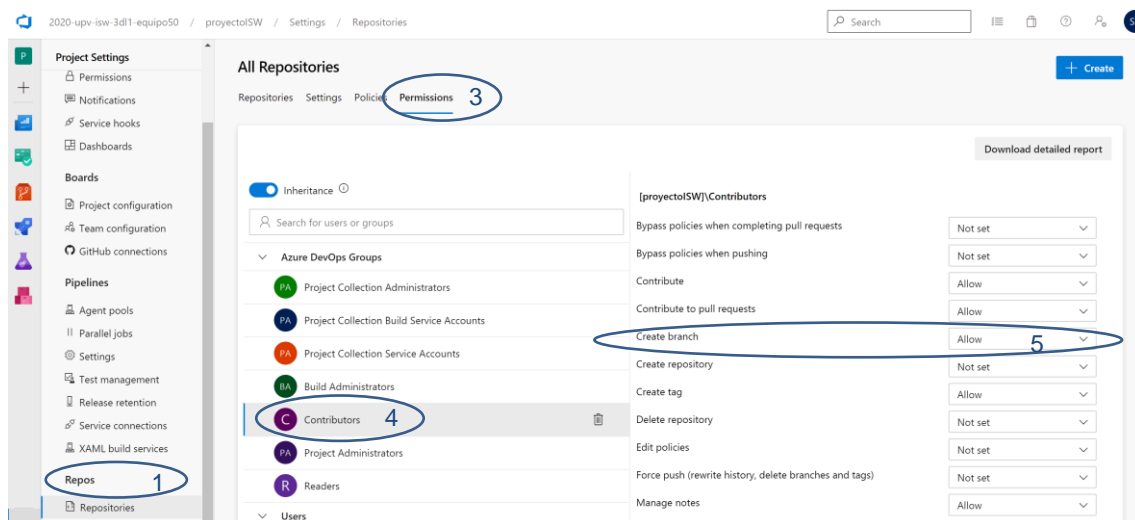 2020-upv-isw-3dl1-equipo50 / proyectoISW / Settings / Repositories
Search
S
P
Project Settings
Permissions
Notifications
Service hooks
Dashboards
Boards
Project configuration
Team configuration
GitHub connections
Pipelines
Agent pools
Parallel jobs
Settings
Test management
Release retention
Service connections
XAML build services
Repos 1
Repositories
All Repositories
+ Create
Repositories Settings Policies Permissions 3
Download detailed report
Inheritance
Search for users or groups
Azure DevOps Groups
PA Project Collection Administrators
PA Project Collection Build Service Accounts
PA Project Collection Service Accounts
BA Build Administrators
C Contributors 4
PA Project Administrators
R Readers
Users
[proyectoISW]\Contributors
Bypass policies when completing pull requests Not set
Bypass policies when pushing Not set
Contribute Allow
Contribute to pull requests Allow
Create branch Allow 5
Create repository Not set
Create tag Allow
Delete repository Not set
Edit policies Not set
Force push (rewrite history, delete branches and tags) Not set
Manage notes Allow